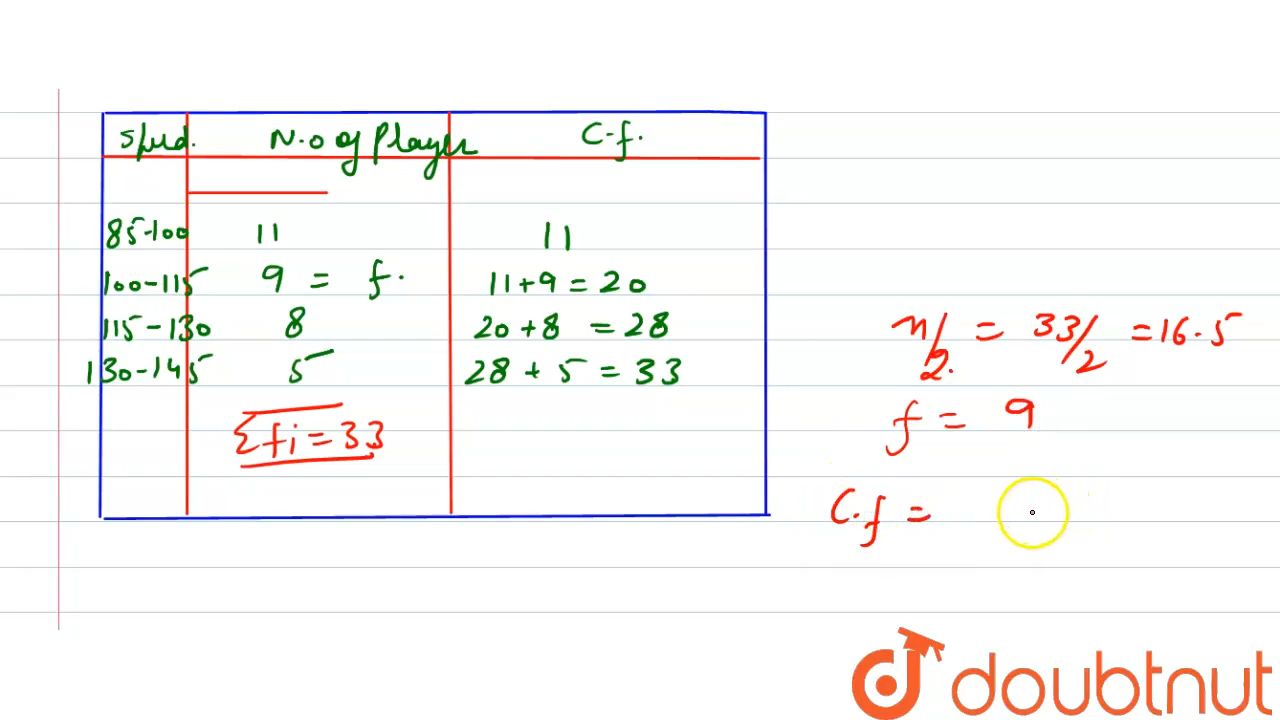 Speed. N.o of Player C.f.
85-100 11 11
100-115 9 = f. 11+9=20
115-130 8 20+8 =28
130-145 5 28+5=33
Σfi=33
n/2. = 33/2 =16.5
f = 9
C.f =
doubtnut